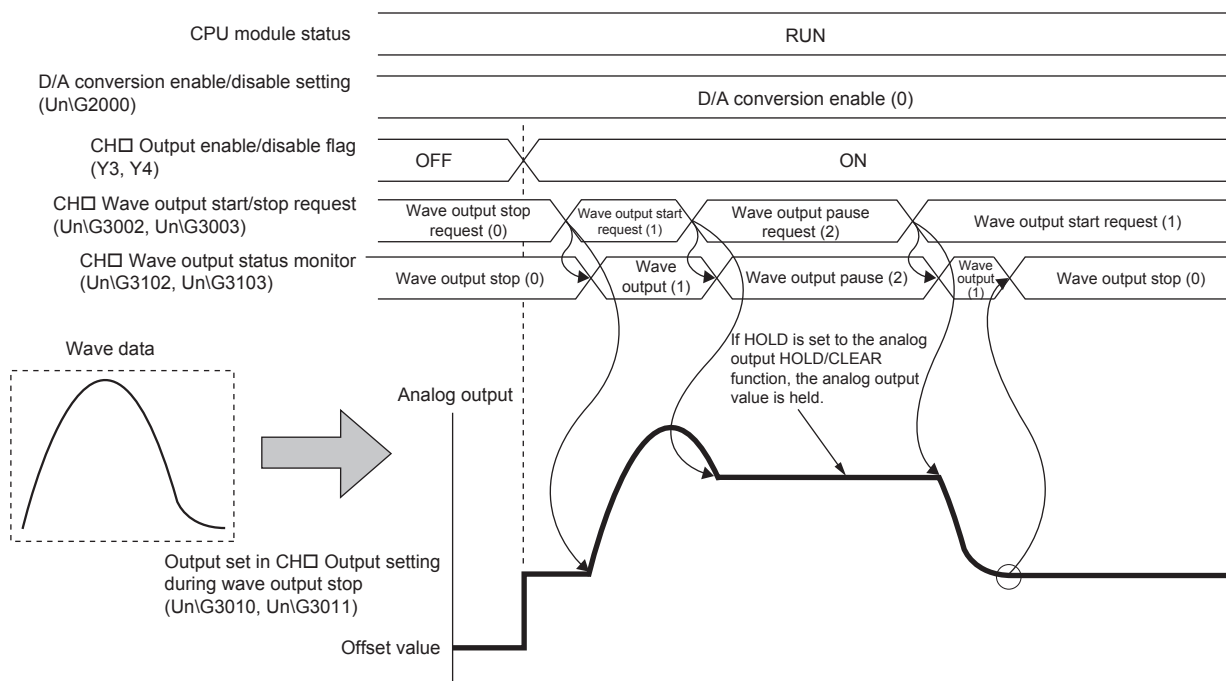 CPU module status
RUN
D/A conversion enable/disable setting
(Un\G2000)
D/A conversion enable (0)
CH□ Output enable/disable flag
(Y3, Y4)
OFF
ON
CH□ Wave output start/stop request
(Un\G3002, Un\G3003)
Wave output stop
request (0)
Wave output start
request (1)
Wave output pause
request (2)
Wave output start request (1)
CH□ Wave output status monitor
(Un\G3102, Un\G3103)
Wave output stop (0)
Wave
output (1)
Wave output pause (2)
Wave
output
(1)
Wave output stop (0)
Wave data
Analog output
If HOLD is set to the analog
output HOLD/CLEAR
function, the analog output
value is held.
Output set in CH□ Output setting
during wave output stop
(Un\G3010, Un\G3011)
Offset value